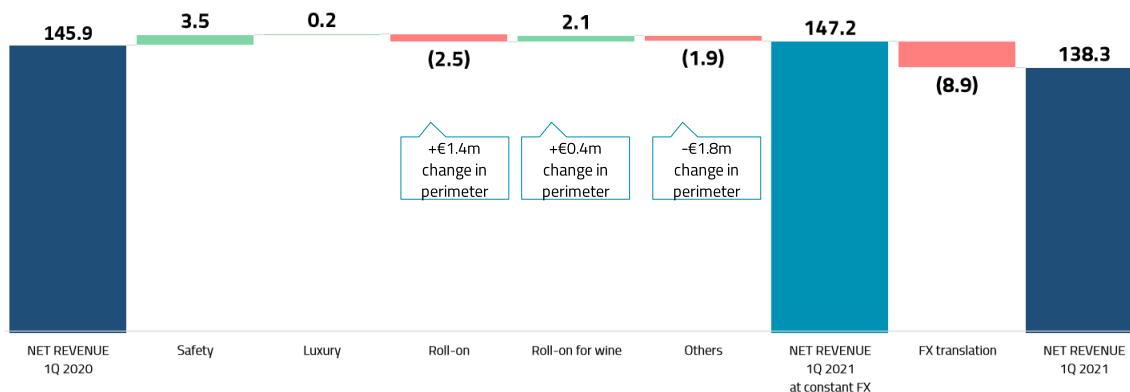 145.9
3.5
0.2
(2.5)
2.1
(1.9)
147.2
(8.9)
138.3
+€1.4m
change in
perimeter
+€0.4m
change in
perimeter
-€1.8m
change in
perimeter
NET REVENUE
1Q 2020
Safety
Luxury
Roll-on
Roll-on for wine
Others
NET REVENUE
1Q 2021
at constant FX
FX translation
NET REVENUE
1Q 2021